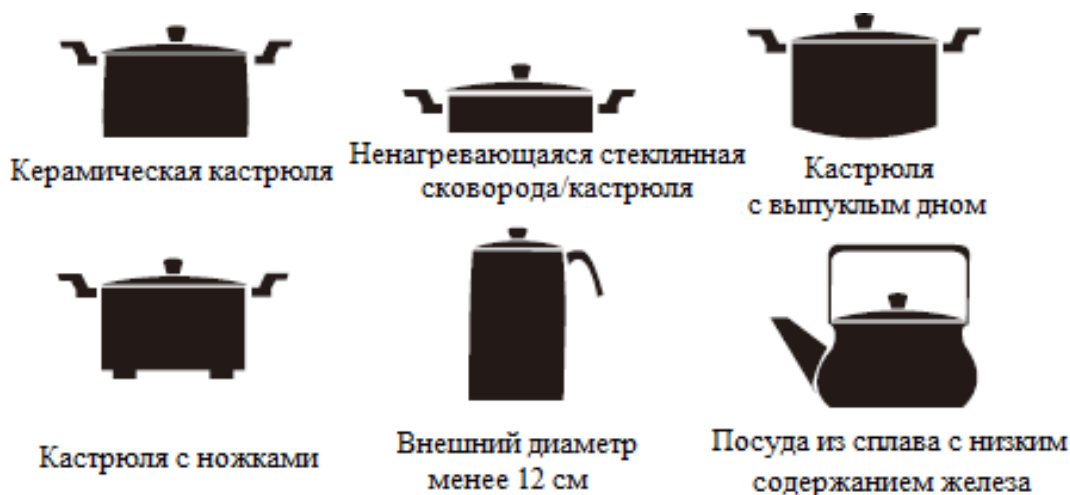 Керамическая кастрюля
Ненагревающаяся стеклянная
сковорода/кастрюля
Кастрюля
с выпуклым дном
Кастрюля с ножками
Внешний диаметр
менее 12 см
Посуда из сплава с низким
содержанием железа